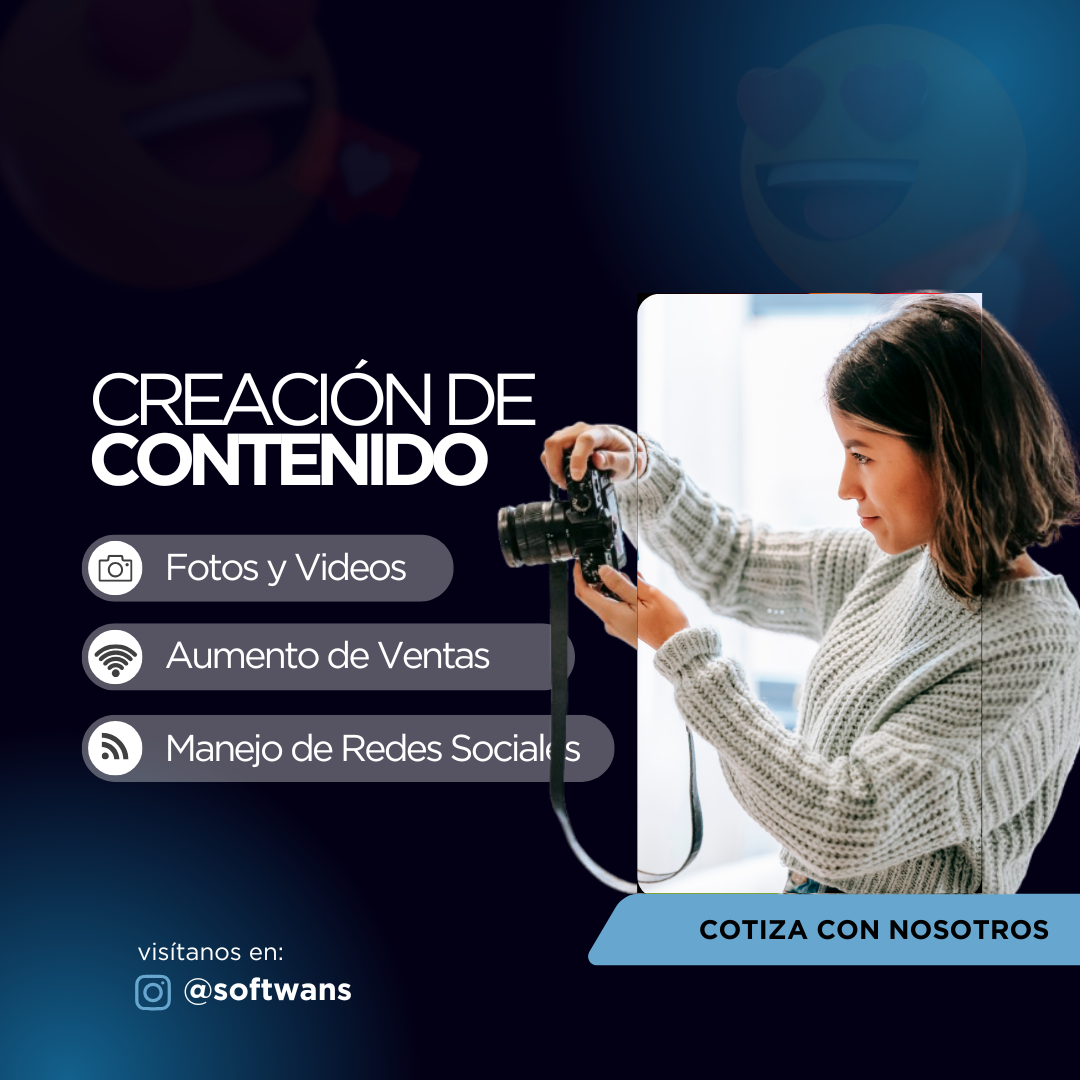 CREACIÓN DE
CONTENIDO
Fotos y Videos
Aumento de Ventas
Manejo de Redes Sociales
COTIZA CON NOSOTROS
visítanos en:
@softwans